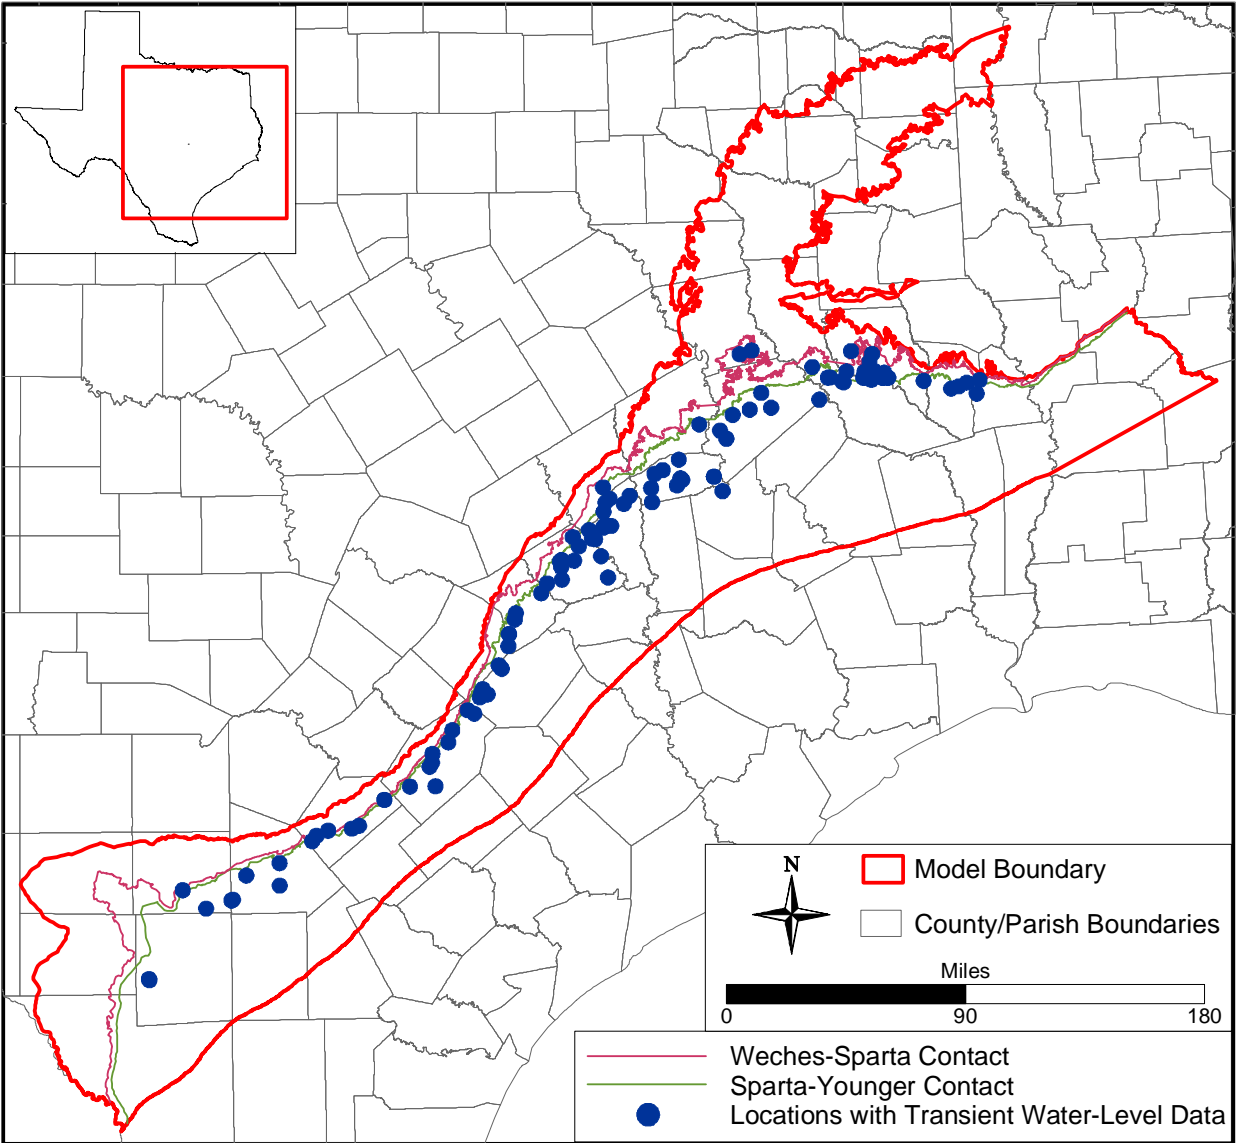 N
Model Boundary
County/Parish Boundaries
Miles
0 90 180
Weches-Sparta Contact
Sparta-Younger Contact
Locations with Transient Water-Level Data